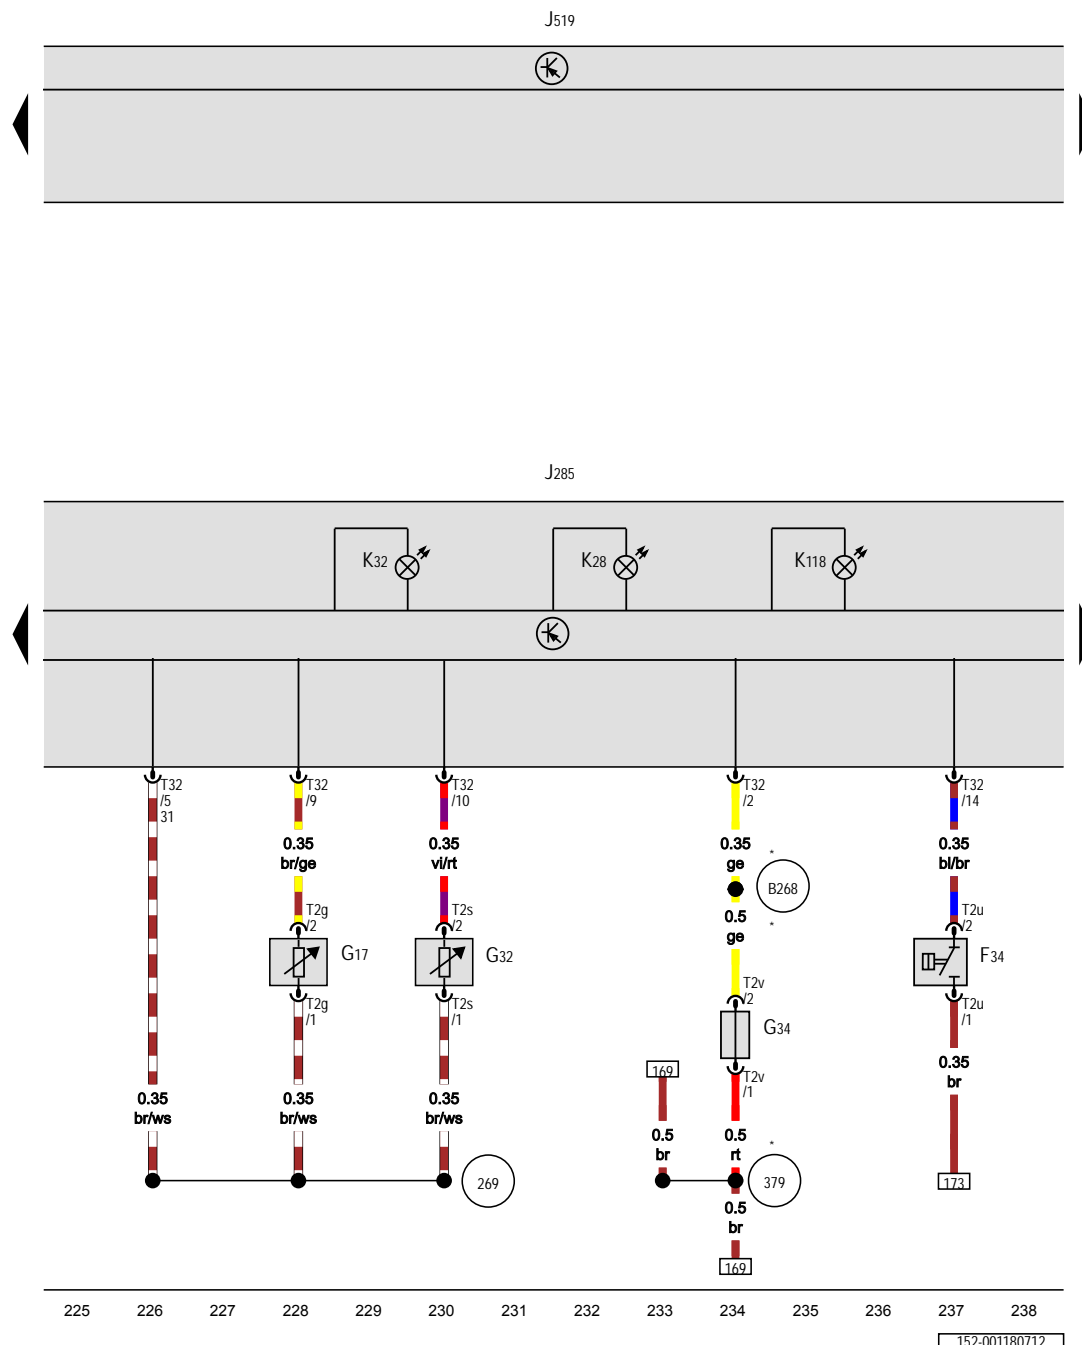 J519
J285
K32
K28
K118
T32
/5
31
T32
/9
T32
/10
T32
/2
T32
/14
0.35
br/ge
0.35
vi/rt
0.35
ge
*
B268
0.35
bl/br
0.5
ge
*
T2g
/2
T2s
/2
T2u
/2
G17
G32
F34
T2v
/2
T2g
/1
T2s
/1
T2u
/1
G34
169
T2v
/1
0.35
br
0.35
br/ws
0.35
br/ws
0.35
br/ws
0.5
br
0.5
rt
*
269
379
173
0.5
br
169
225 226 227 228 229 230 231 232 233 234 235 236 237 238
152-001180712